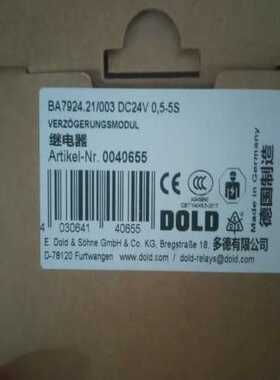 BA7924.21/003 DC24V 0,5-5S
VERZÖGERUNGSMODUL
继电器
Artikel-Nr. 0040655
CCC
DOLD
4 030641 40655
E. Dold & Söhne GmbH & Co. KG, Bregstraße 18, 多德有限公司
D-78120 Furtwangen www.dold.com dold-relays@dold.com
Made in Germany
德国制造